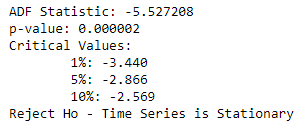 ADF Statistic: -5.527208
p-value: 0.000002
Critical Values:
1%: -3.440
5%: -2.866
10%: -2.569
Reject Ho - Time Series is Stationary